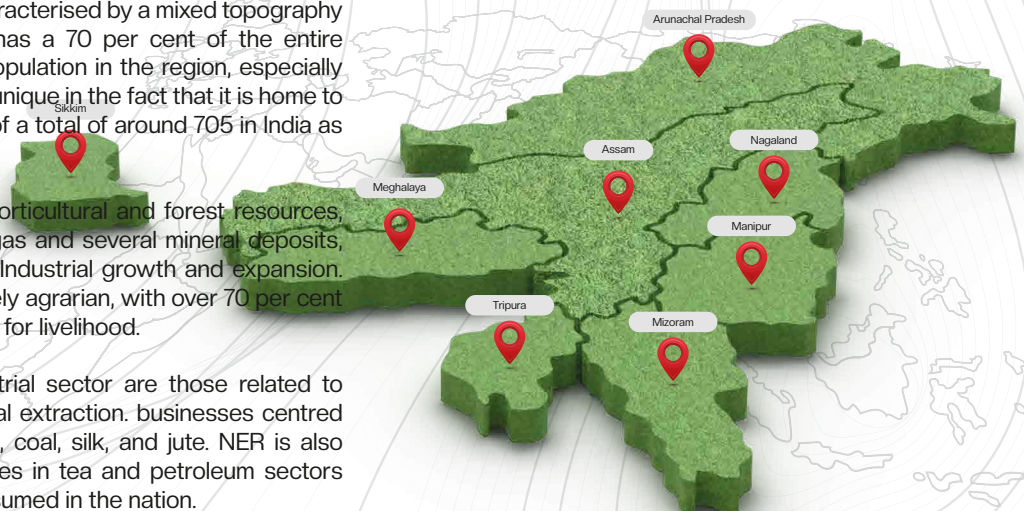 racterised by a mixed topography
has a 70 per cent of the entire
opulation in the region, especially
unique in the fact that it is home to
of a total of around 705 in India as
orticultural and forest resources,
gas and several mineral deposits,
Industrial growth and expansion.
ely agrarian, with over 70 per cent
for livelihood.
trial sector are those related to
al extraction. businesses centred
, coal, silk, and jute. NER is also
es in tea and petroleum sectors
sumed in the nation.
Sikkim
Arunachal Pradesh
Nagaland
Assam
Meghalaya
Manipur
Tripura
Mizoram